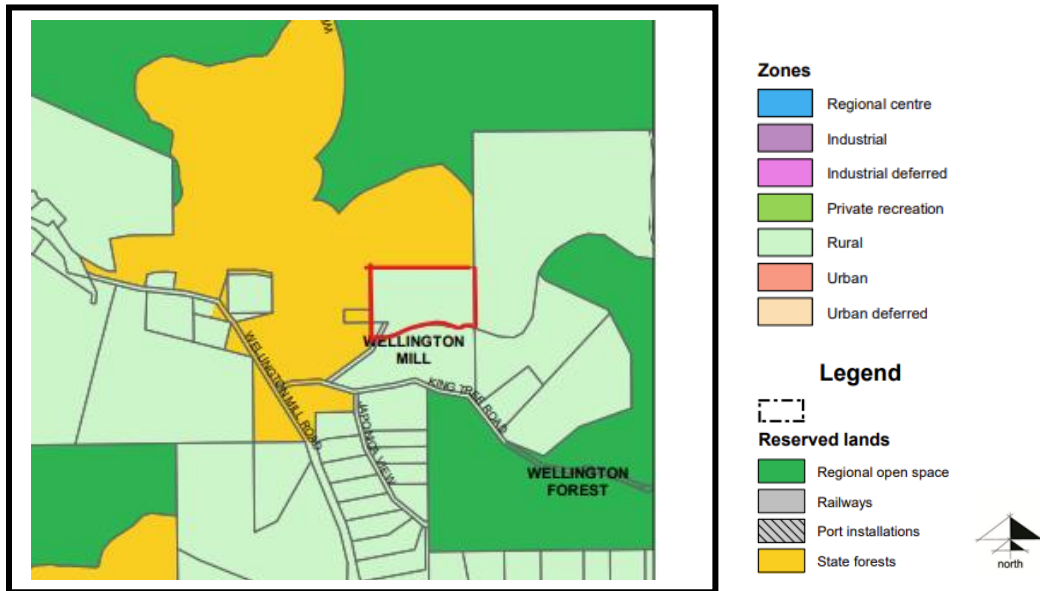 WELLINGTON
MILL
WELLINGTON MILL ROAD
KING TREE ROAD
JAPONICA VIEW
WELLINGTON
FOREST
Zones
Regional centre
Industrial
Industrial deferred
Private recreation
Rural
Urban
Urban deferred
Legend
Reserved lands
Regional open space
Railways
Port installations
State forests
north